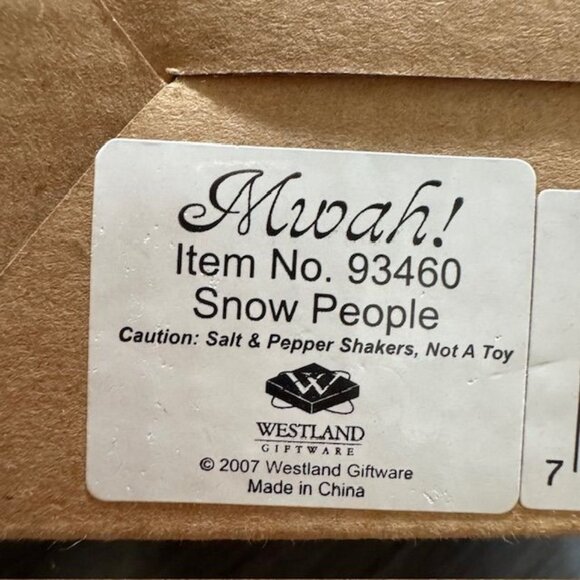 Mwah!
Item No. 93460
Snow People
Caution: Salt & Pepper Shakers, Not A Toy
W
WESTLAND
GIFTWARE
© 2007 Westland Giftware
Made in China
7